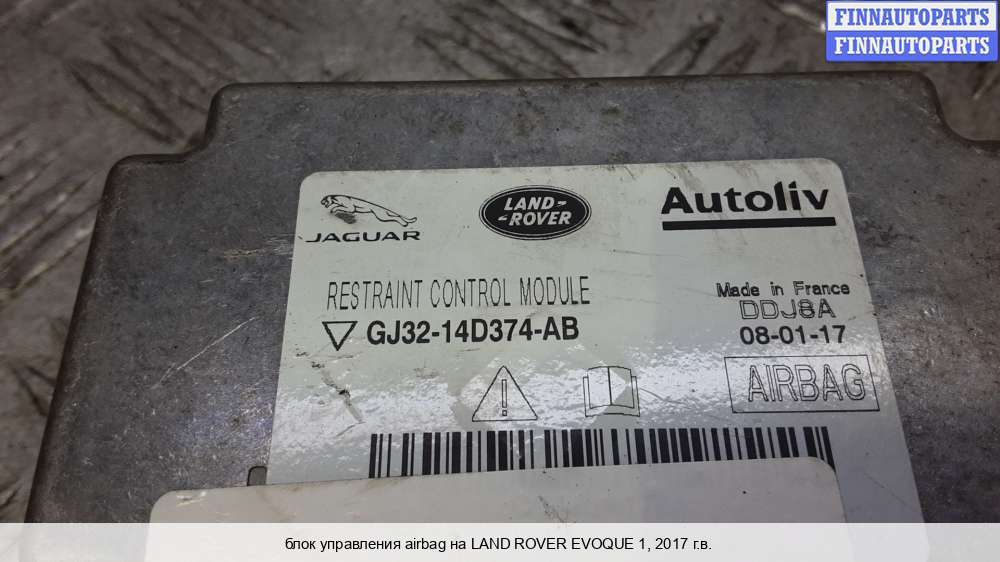 FINNAUTOPARTS
FINNAUTOPARTS
JAGUAR
LAND-
-ROVER
Autoliv
RESTRAINT CONTROL MODULE
GJ32-14D374-AB
Made in France
DDJ8A
08-01-17
AIRBAG
блок управления airbag на LAND ROVER EVOQUE 1, 2017 г.в.